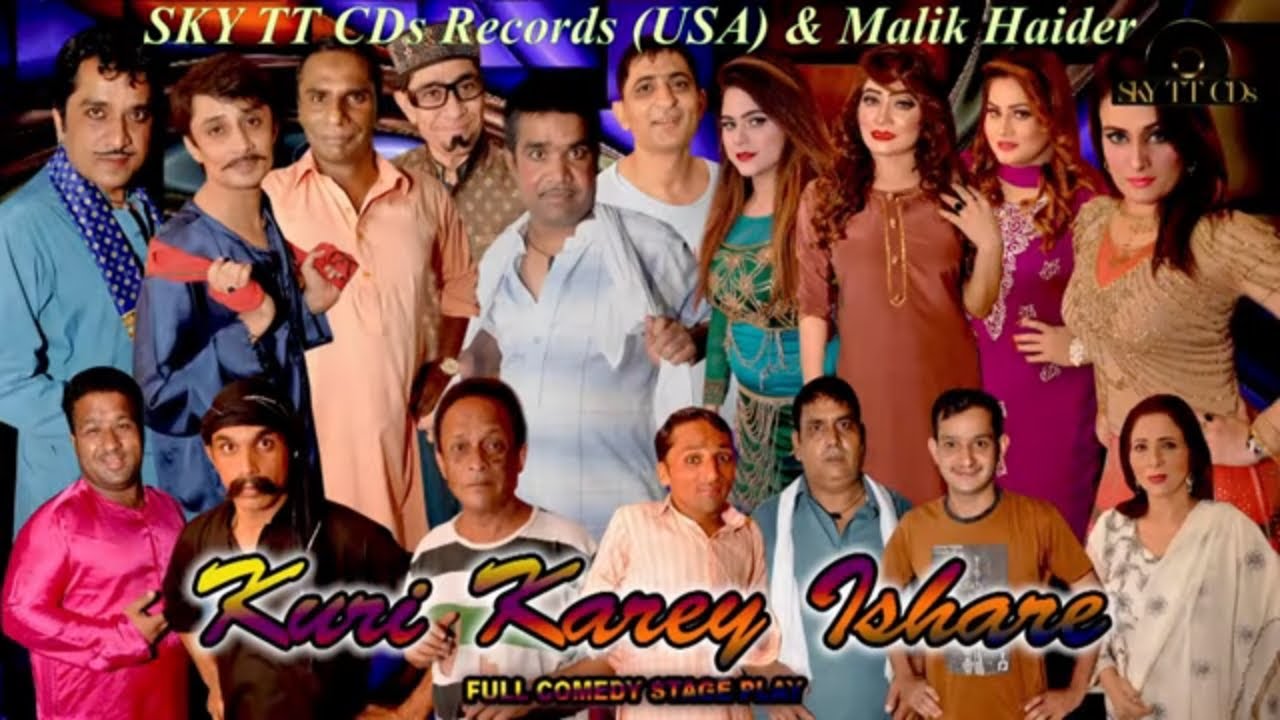 SKY TT CDs Records (USA) & Malik Haider
SKY TT CDs
Kuri Karey Ishare
FULL COMEDY STAGE PLAY